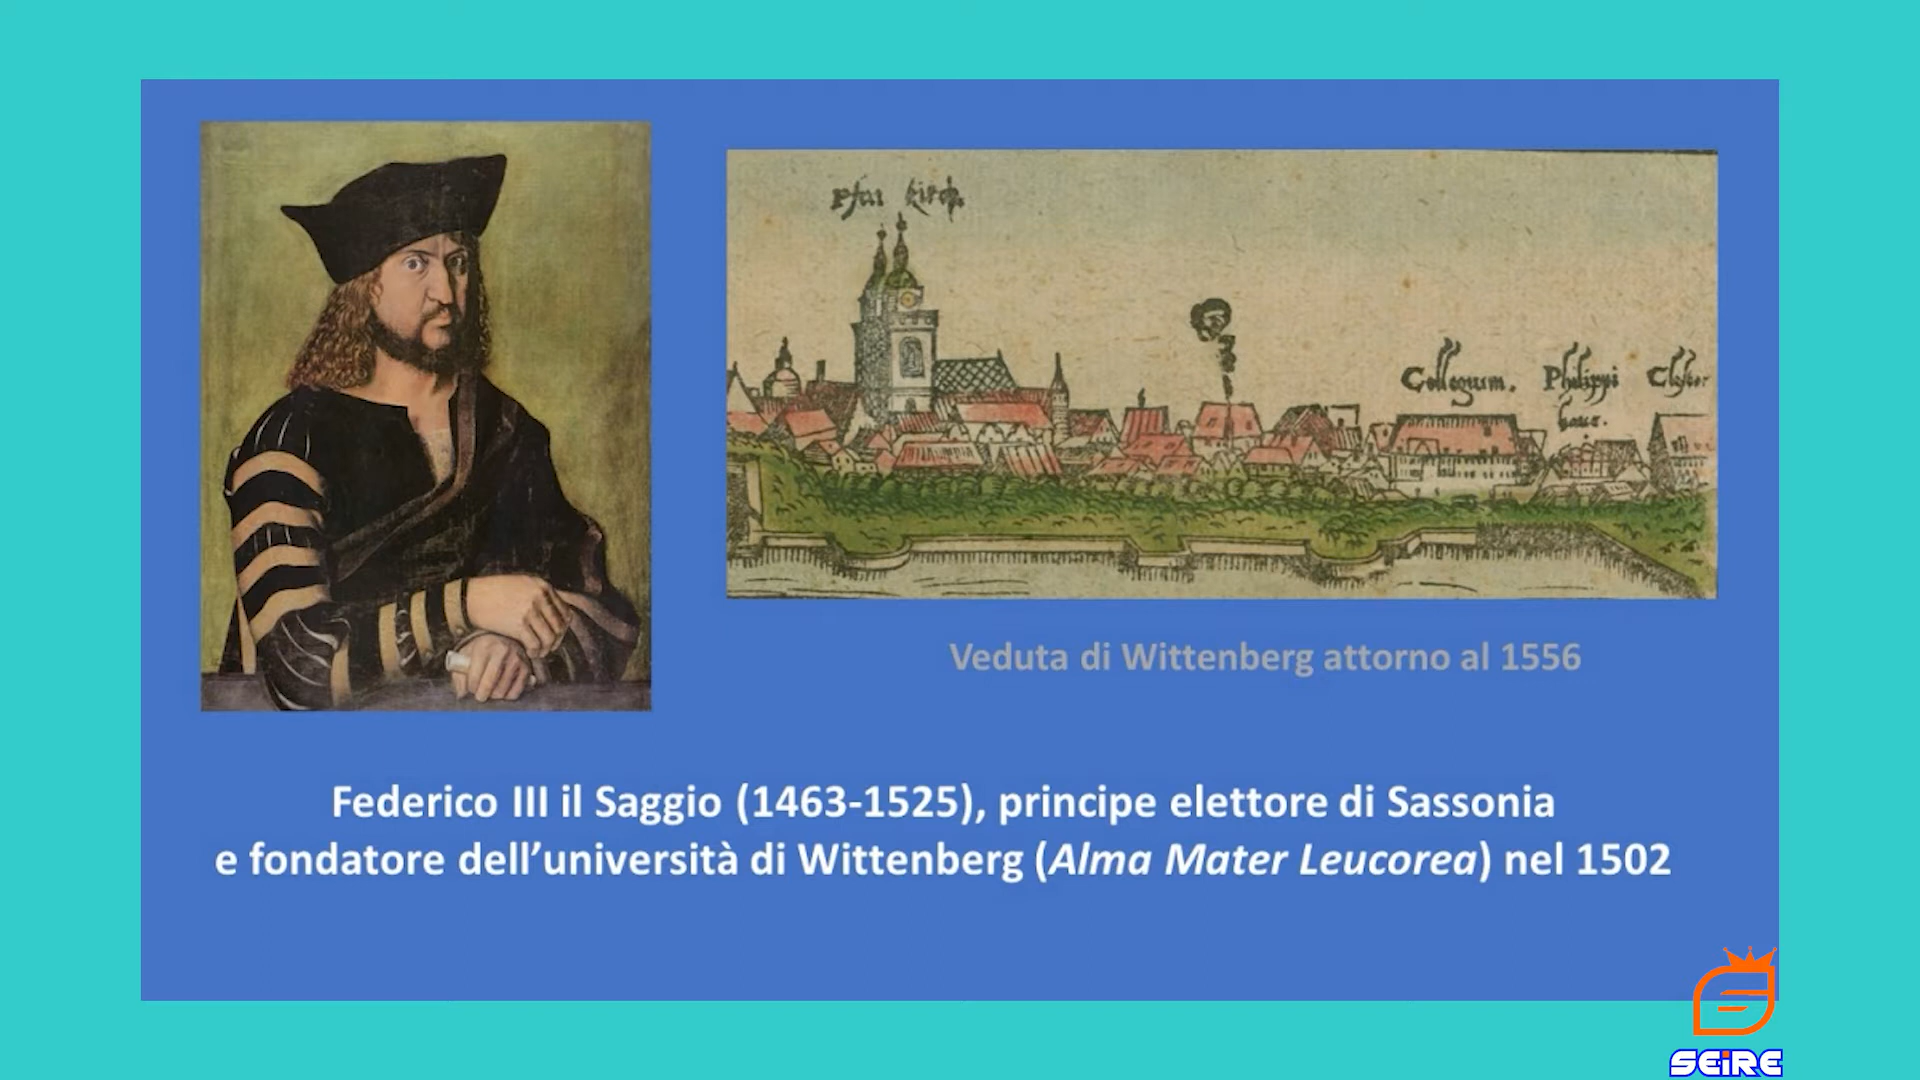 Pfar kirch.
Collegium. Philippi Closter
haus.
Veduta di Wittenberg attorno al 1556
Federico III il Saggio (1463-1525), principe elettore di Sassonia
e fondatore dell’università di Wittenberg (Alma Mater Leucorea) nel 1502
SEIRE